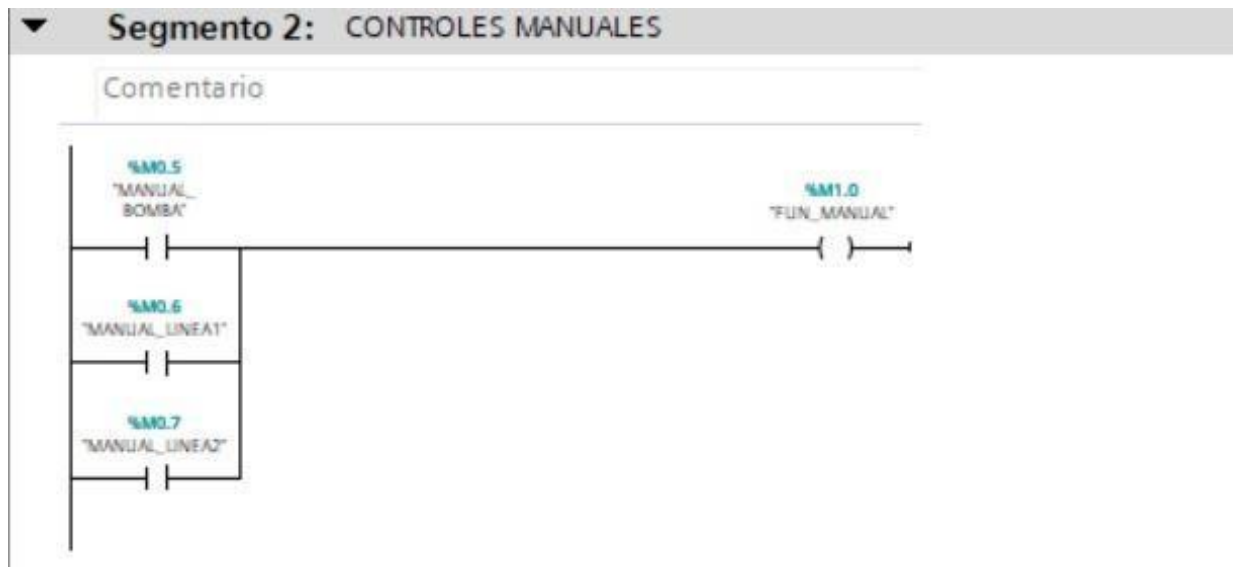 Segmento 2: CONTROLES MANUALES
Comentario
%M0.5
"MANUAL_
BOMBA"
%M1.0
"FUN_MANUAL"
%M0.6
"MANUAL_LINEA1"
%M0.7
"MANUAL_LINEA2"